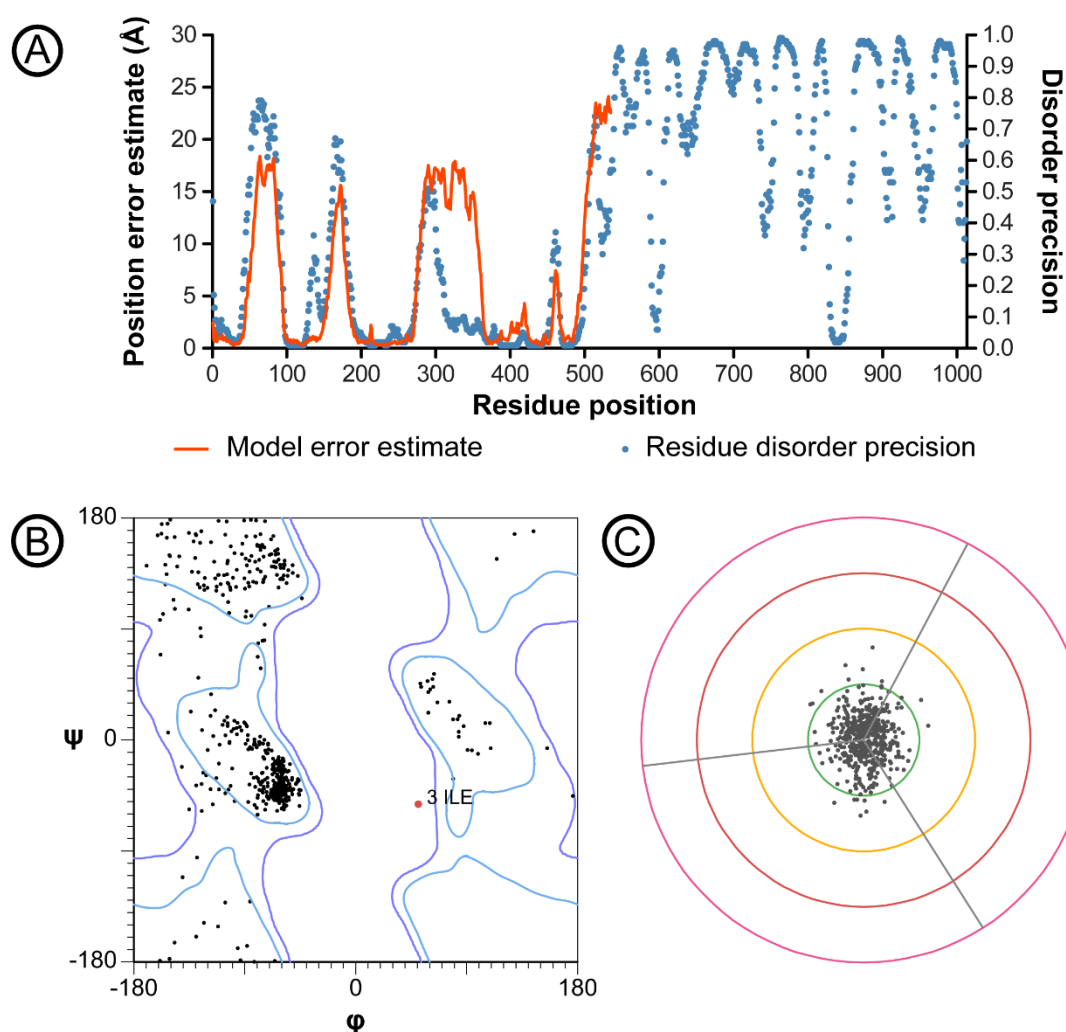 A
Position error estimate (Å)
30
25
20
15
10
5
0
1.0
0.9
0.8
0.7
0.6
0.5
0.4
0.3
0.2
0.1
0.0
Disorder precision
0 100 200 300 400 500 600 700 800 900 1000
Residue position
Model error estimate
Residue disorder precision
B
180
ψ
0
-180
3 ILE
-180 0 180
φ
C